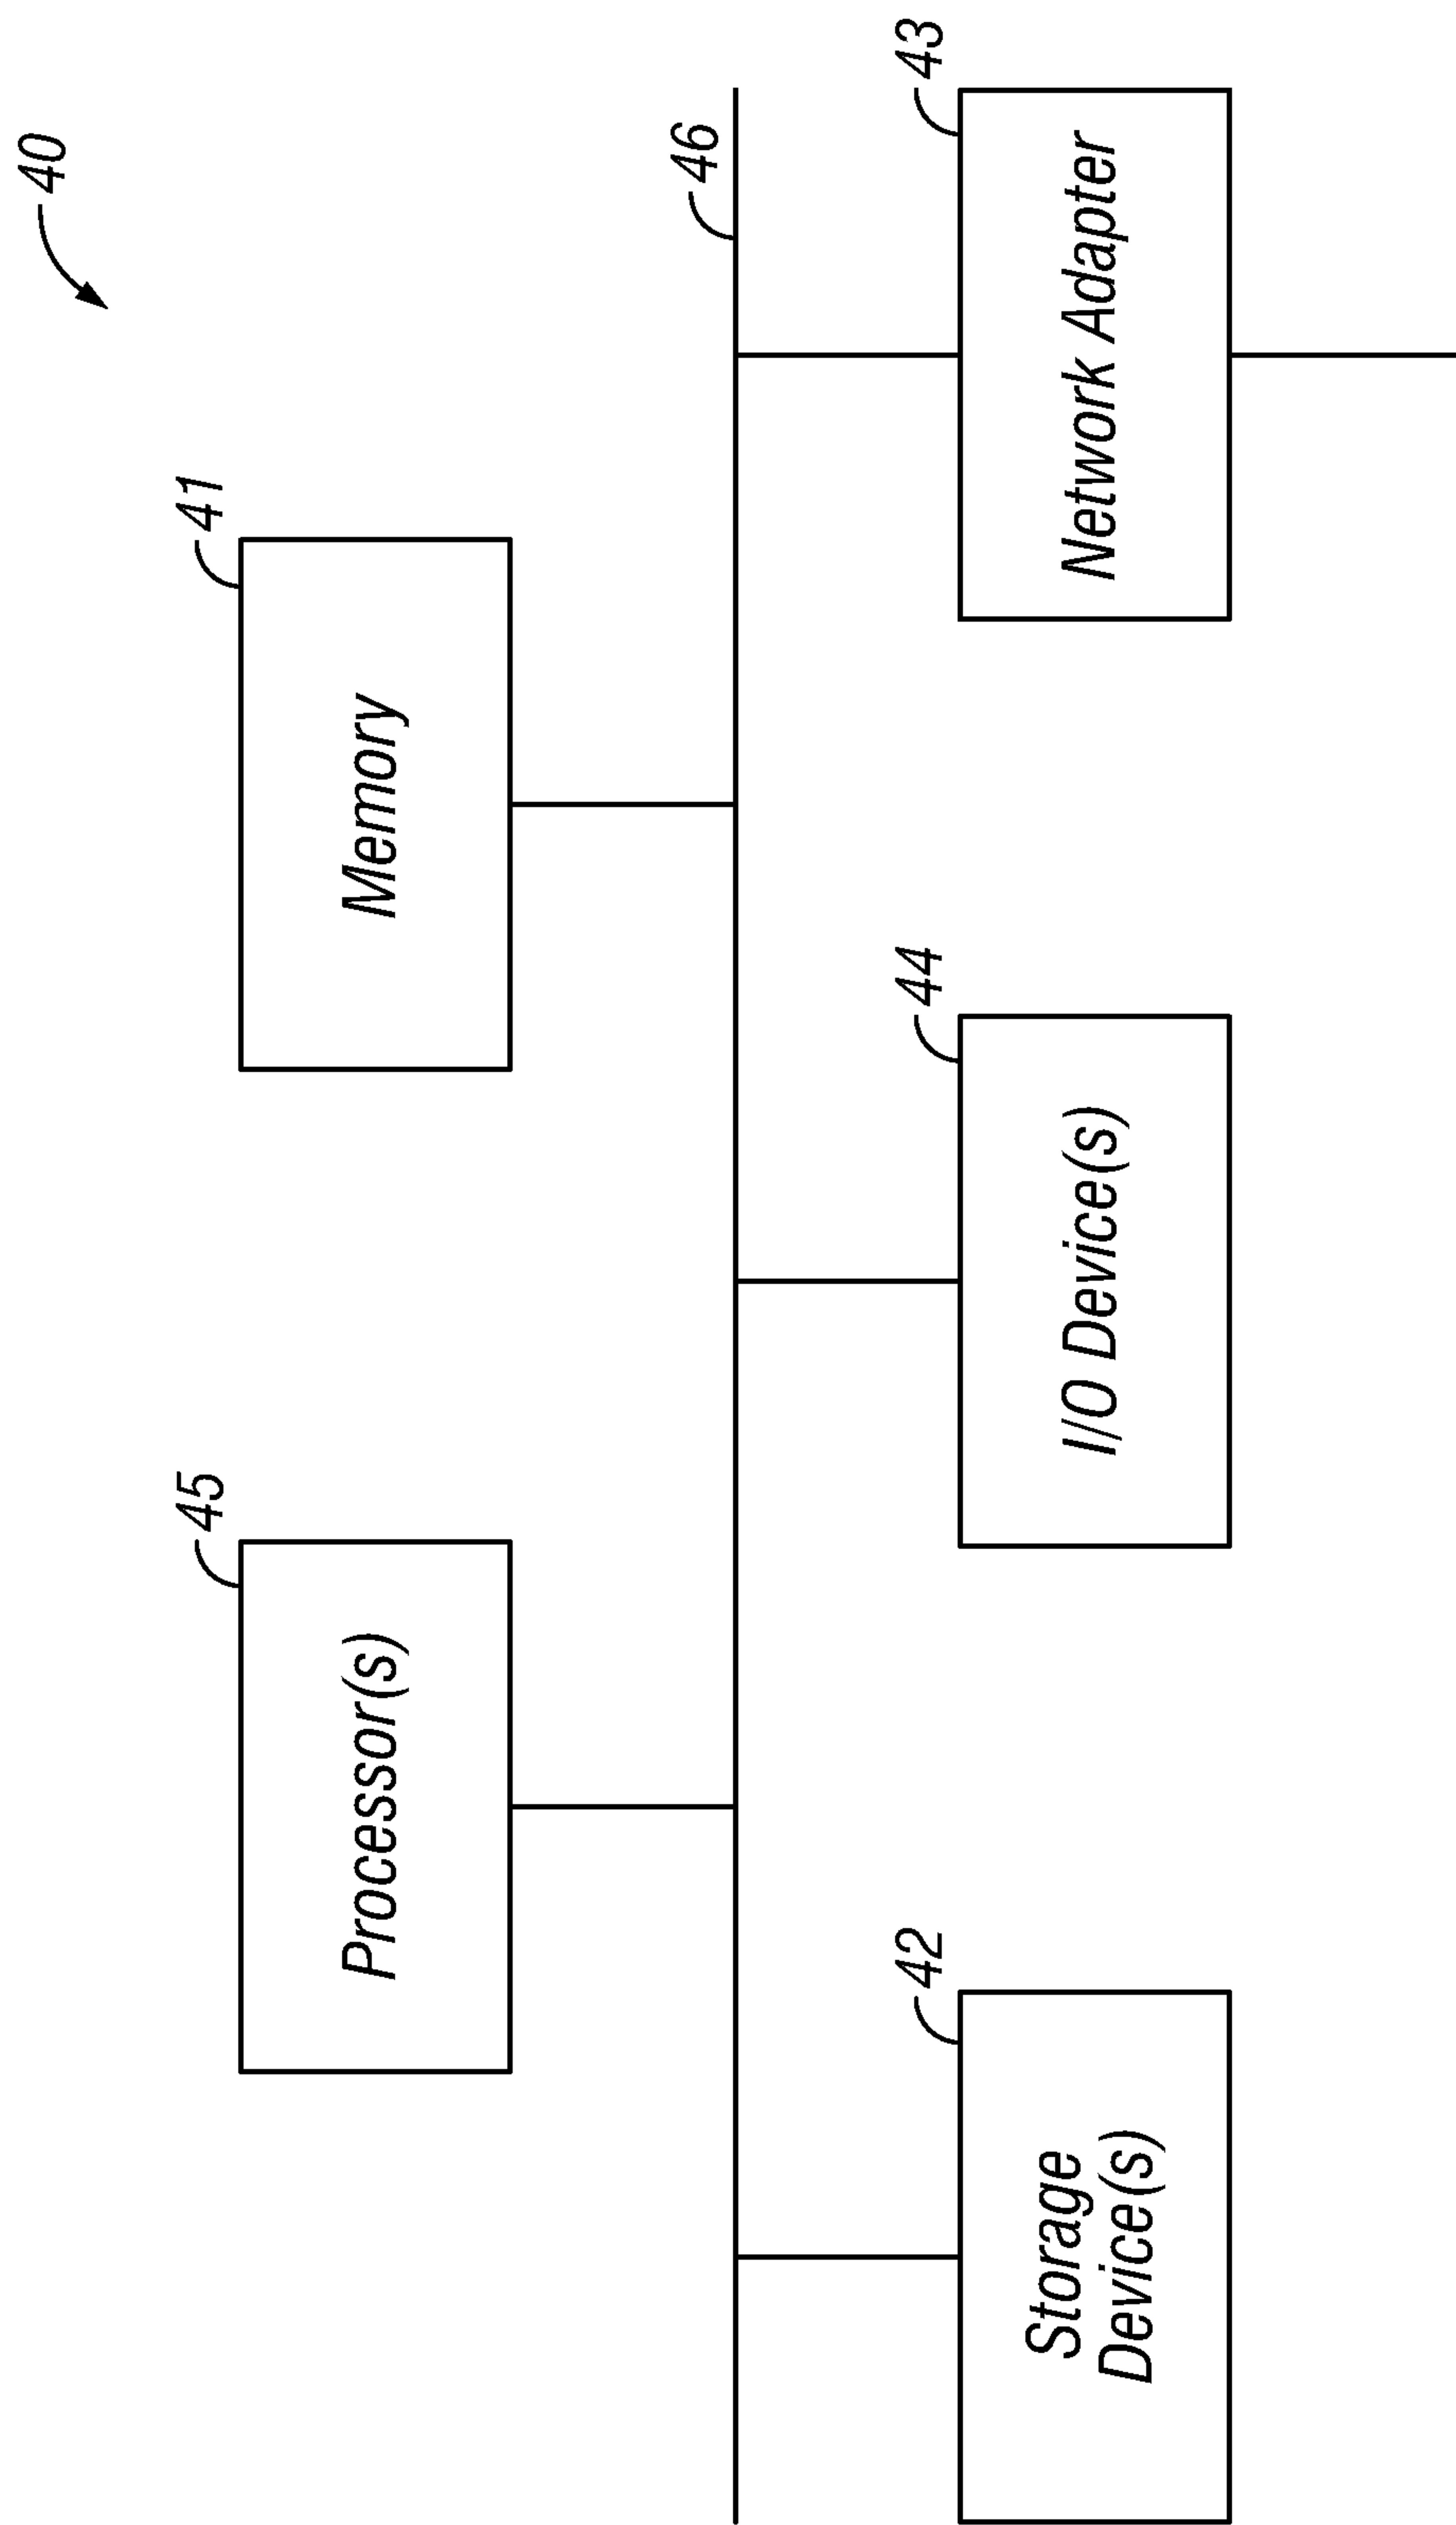 40
45
Processor(s)
41
Memory
46
42
Storage
Device(s)
44
I/O Device(s)
43
Network Adapter